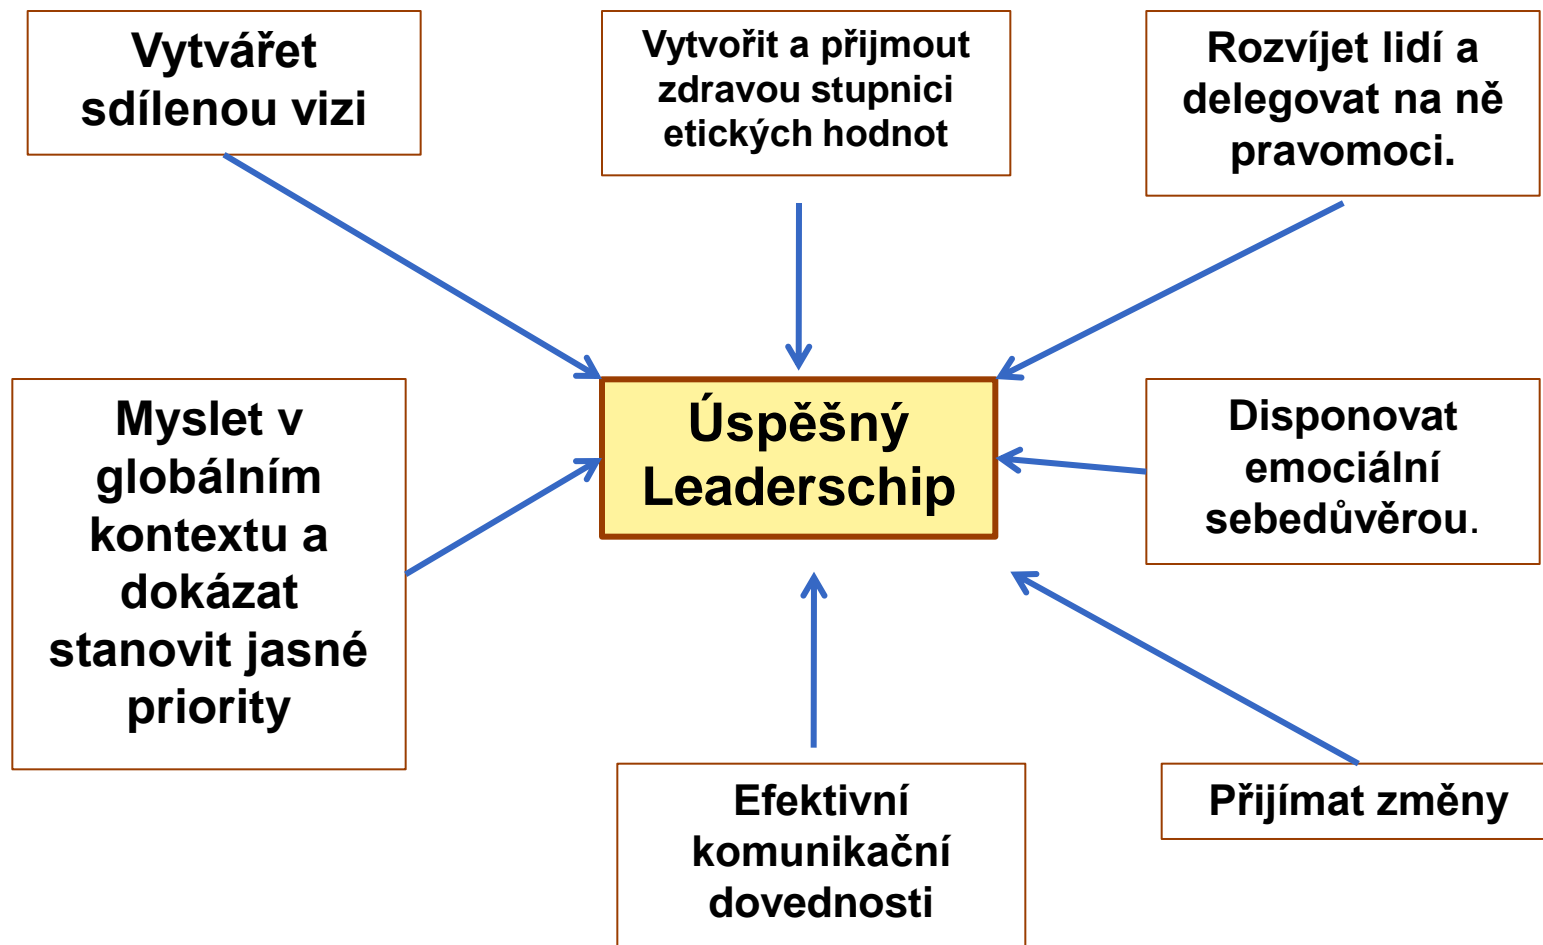 Vytvářet
sdílenou vizi
Vytvořit a přijmout
zdravou stupnici
etických hodnot
Rozvíjet lidí a
delegovat na ně
pravomoci.
Myslet v
globálním
kontextu a
dokázat
stanovit jasné
priority
Úspěšný
Leaderschip
Disponovat
emociální
sebedůvěrou.
Efektivní
komunikační
dovednosti
Přijímat změny